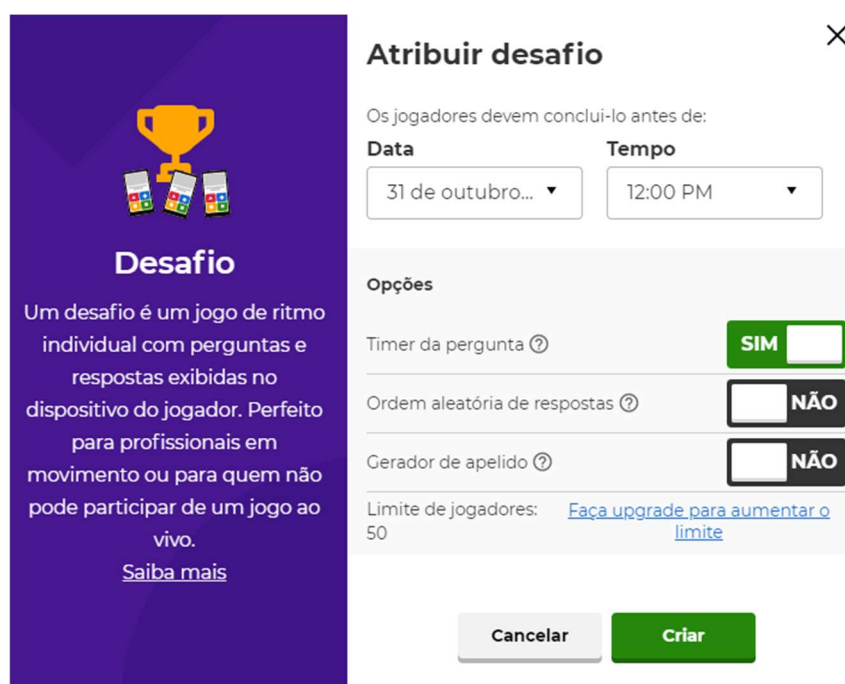 Desafio
Um desafio é um jogo de ritmo
individual com perguntas e
respostas exibidas no
dispositivo do jogador. Perfeito
para profissionais em
movimento ou para quem não
pode participar de um jogo ao
vivo.
Saiba mais
Atribuir desafio
Os jogadores devem conclui-lo antes de:
Data Tempo
31 de outubro... 12:00 PM
Opções
Timer da pergunta SIM
Ordem aleatória de respostas NÃO
Gerador de apelido NÃO
Limite de jogadores: Faça upgrade para aumentar o
50 limite
Cancelar Criar